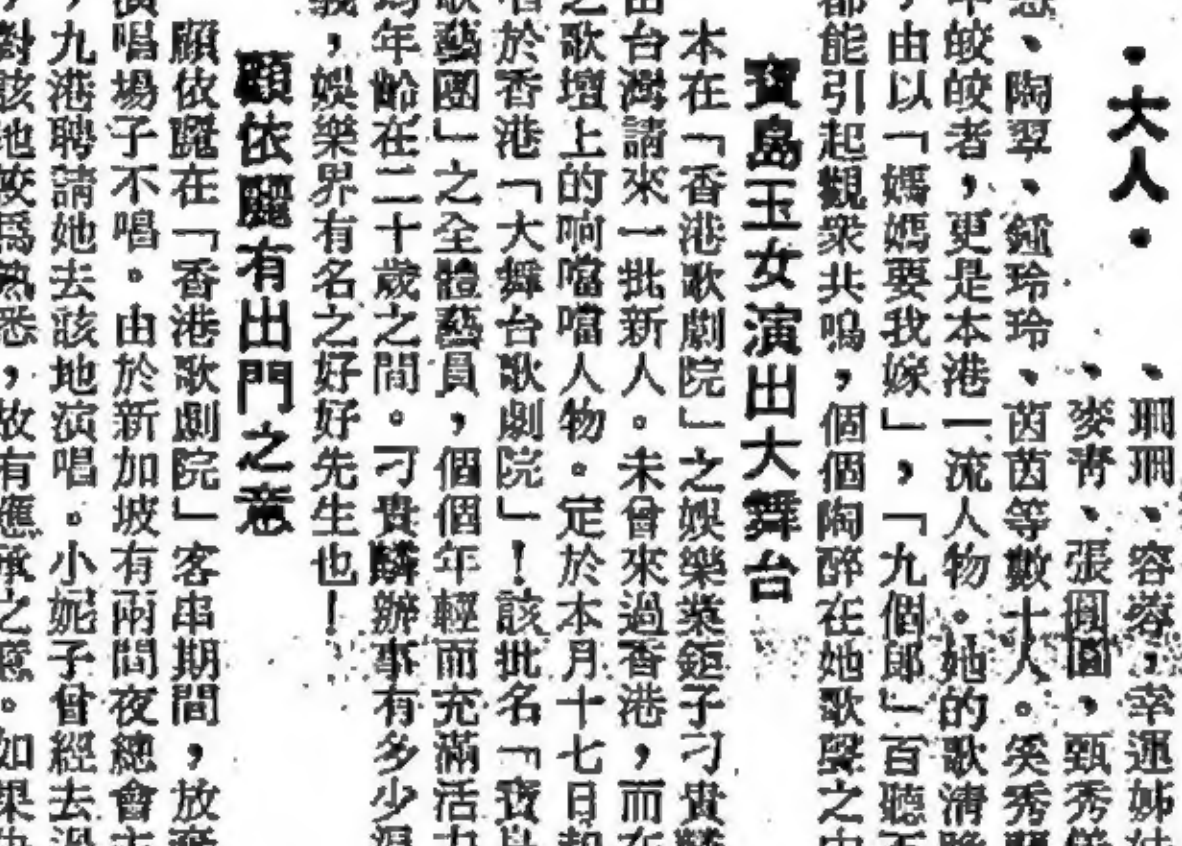 ·大人·
、珊珊、容蓉,幸運姊妹
、麥青、張圓圓,甄秀儀
、陶翠、鍾玲玲、茵茵等數十人。吳秀麗
年皎皎者,更是本港一流人物。她的歌清
,由以「媽媽要我嫁」,「九個郎」百聽不
都能引起觀衆共鳴,個個陶醉在她歌聲之中
寶島玉女演出大舞台
本在「香港歌劇院」之娛樂業鉅子刁貴麟
由台灣請來一批新人。未曾來過香港,而在
之歌壇上的响噹噹人物。定於本月十七日起
於香港「大舞台歌劇院」!該批名「寶島
歌藝團」之全體藝員,個個年輕而充滿活力
均年齡在二十歲之間。刁貴麟辦事有多少
義,娛樂界有名之好好先生也!
顧依麗有出門之意
顧依麗在「香港歌劇院」客串期間,放棄
演唱場子不唱。由於新加坡有兩間夜總會
,九港聘請她去該地演唱。小妮子曾經去過
對該地較爲熟悉,故有應承之意。如果